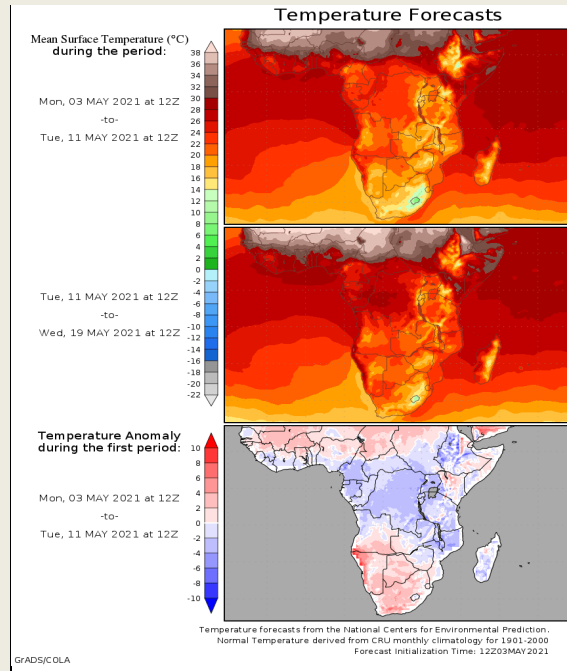 Temperature Forecasts
Mean Surface Temperature (°C)
during the period:
Mon, 03 MAY 2021 at 12Z
-to-
Tue, 11 MAY 2021 at 12Z
38
36
34
32
30
28
26
24
22
20
18
16
14
12
10
8
6
4
2
0
-2
-4
-6
-8
-10
-12
-14
-16
-18
-20
-22
Tue, 11 MAY 2021 at 12Z
-to-
Wed, 19 MAY 2021 at 12Z
Temperature Anomaly
during the first period:
Mon, 03 MAY 2021 at 12Z
-to-
Tue, 11 MAY 2021 at 12Z
10
8
6
4
2
0
-2
-4
-6
-8
-10
Temperature forecasts from the National Centers for Environmental Prediction.
Normal Temperature derived from CRU monthly climatology for 1901-2000
Forecast Initialization Time: 12Z03MAY2021
GrADS/COLA